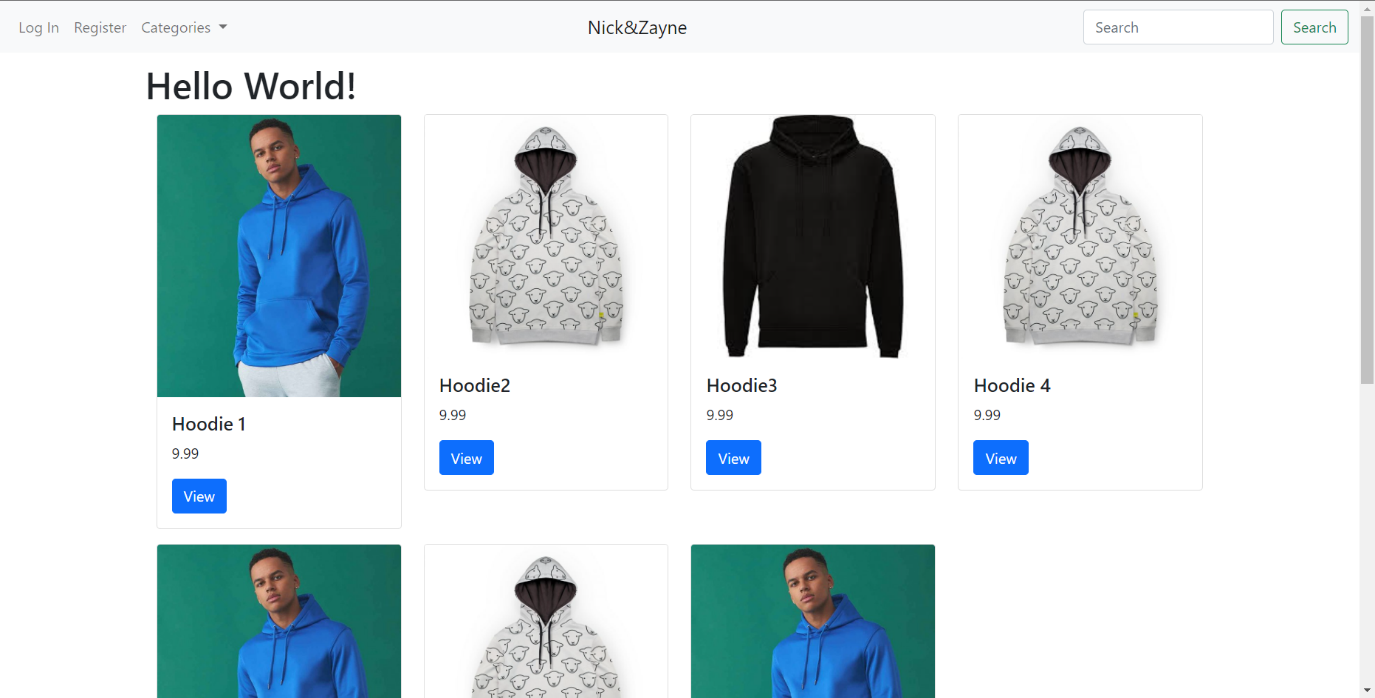 Log In Register Categories Nick&Zayne Search Search
Hello World!
Hoodie 1
9.99
View
Hoodie2
9.99
View
Hoodie3
9.99
View
Hoodie 4
9.99
View